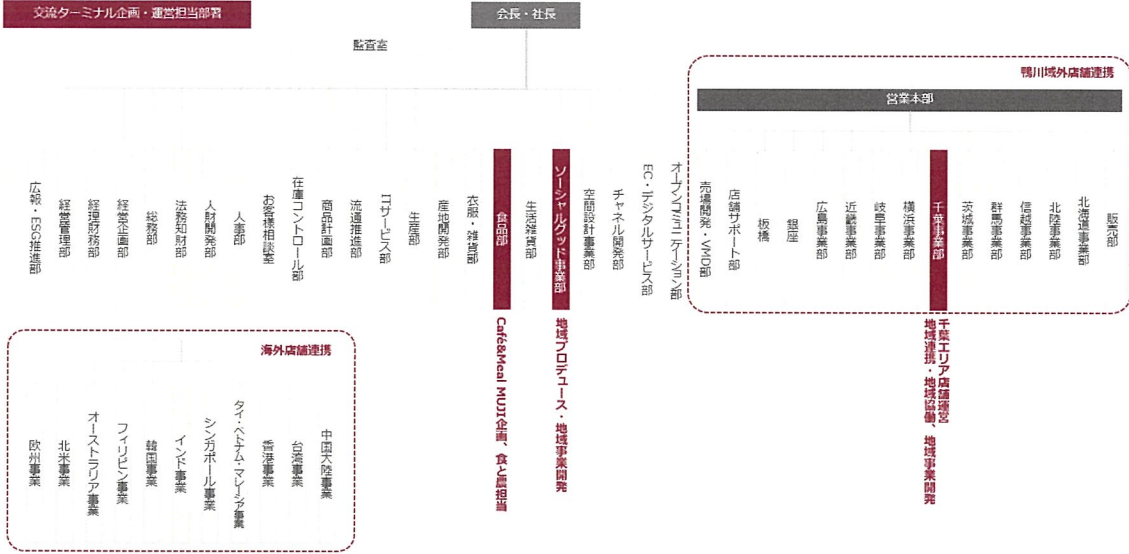 交流ターミナル企画・運営担当部署
会長・社長
監査室
鴨川域外店舗連携
営業本部
広報・ESG推進部
経営管理部
経理財務部
経営企画部
総務部
法務知財部
人財開発部
人事部
お客様相談室
在庫コントロール部
商品計画部
流通推進部
ITサービス部
生産部
産地開発部
衣服・雑貨部
食品部
生活雑貨部
ソーシャルグッド事業部
空間設計事業部
チャネル開発部
EC・デジタルサービス部
オープンコミュニケーション部
売場開発・VMD部
店舗サポート部
板橋
銀座
広島事業部
近畿事業部
岐阜事業部
横浜事業部
千葉事業部
茨城事業部
群馬事業部
信越事業部
北陸事業部
北海道事業部
販売部
Café&Meal MUJI企画、食と農担当
地域プロデュース・地域事業開発
千葉エリア店舗運営
地域連携・地域協働、地域事業開発
海外店舗連携
欧州事業
北米事業
オーストラリア事業
フィリピン事業
韓国事業
インド事業
シンガポール事業
タイ・ベトナム・マレーシア事業
香港事業
台湾事業
中国大陸事業